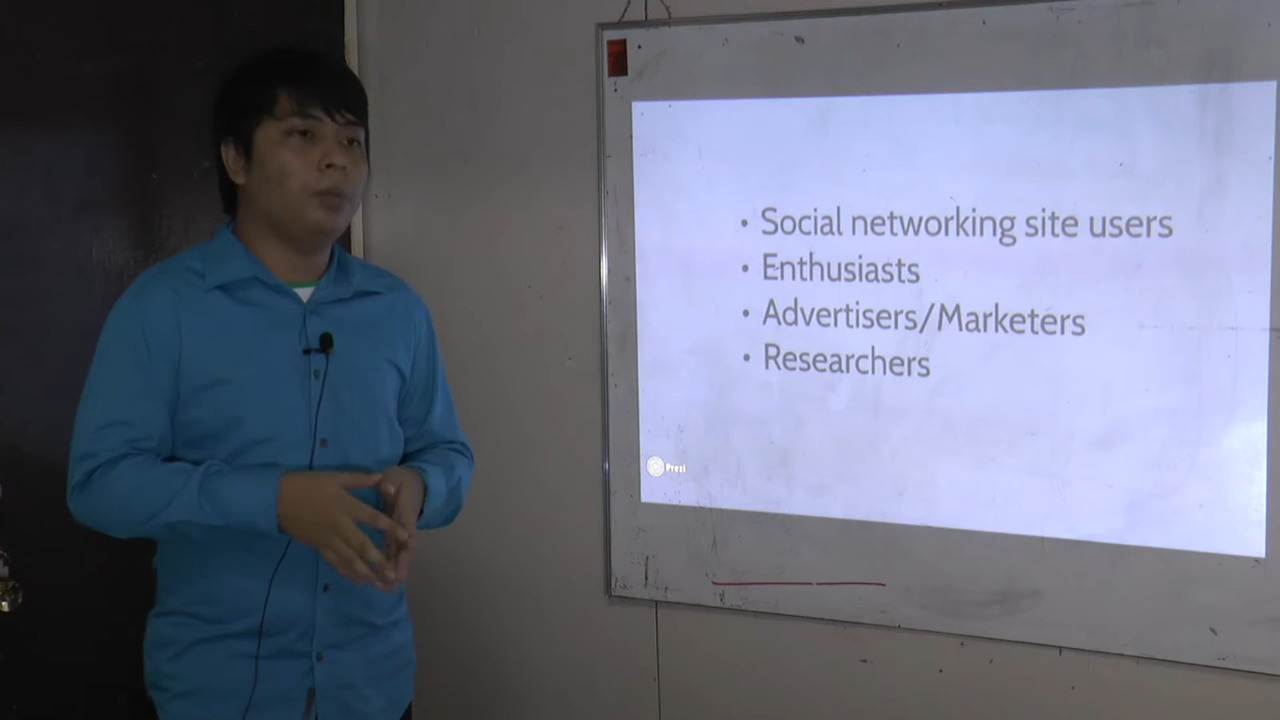 • Social networking site users
• Enthusiasts
• Advertisers/Marketers
• Researchers
Prezi